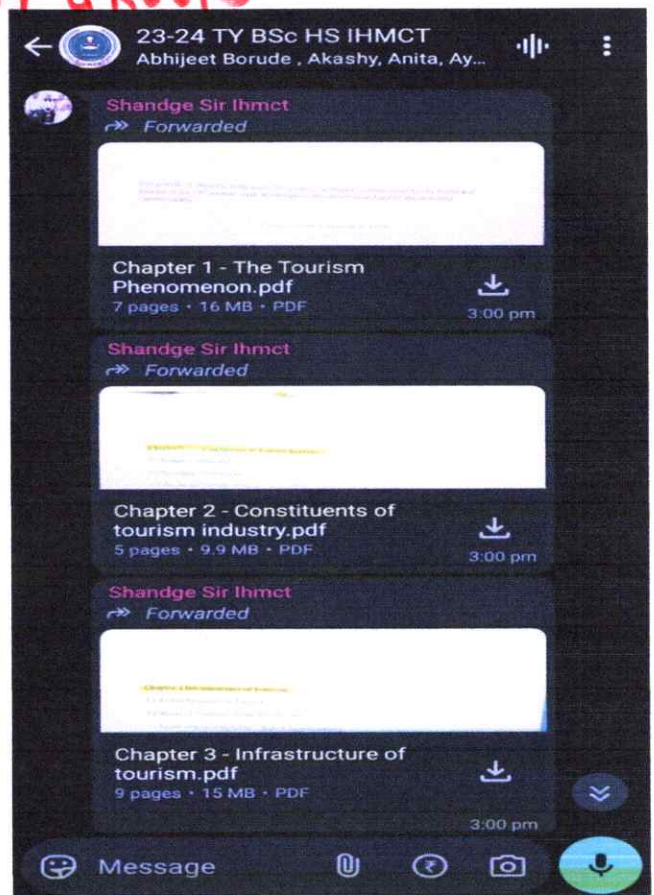 23-24 TY BSc HS IHMCT
Abhijeet Borude , Akashy, Anita, Ay...
Shandge Sir Ihmct
Forwarded
Chapter 1 - The Tourism
Phenomenon.pdf
7 pages • 16 MB • PDF
3:00 pm
Shandge Sir Ihmct
Forwarded
Chapter 2 - Constituents of
tourism industry.pdf
5 pages • 9.9 MB • PDF
3:00 pm
Shandge Sir Ihmct
Forwarded
Chapter 3 - Infrastructure of
tourism.pdf
9 pages • 15 MB • PDF
3:00 pm
Message
₹